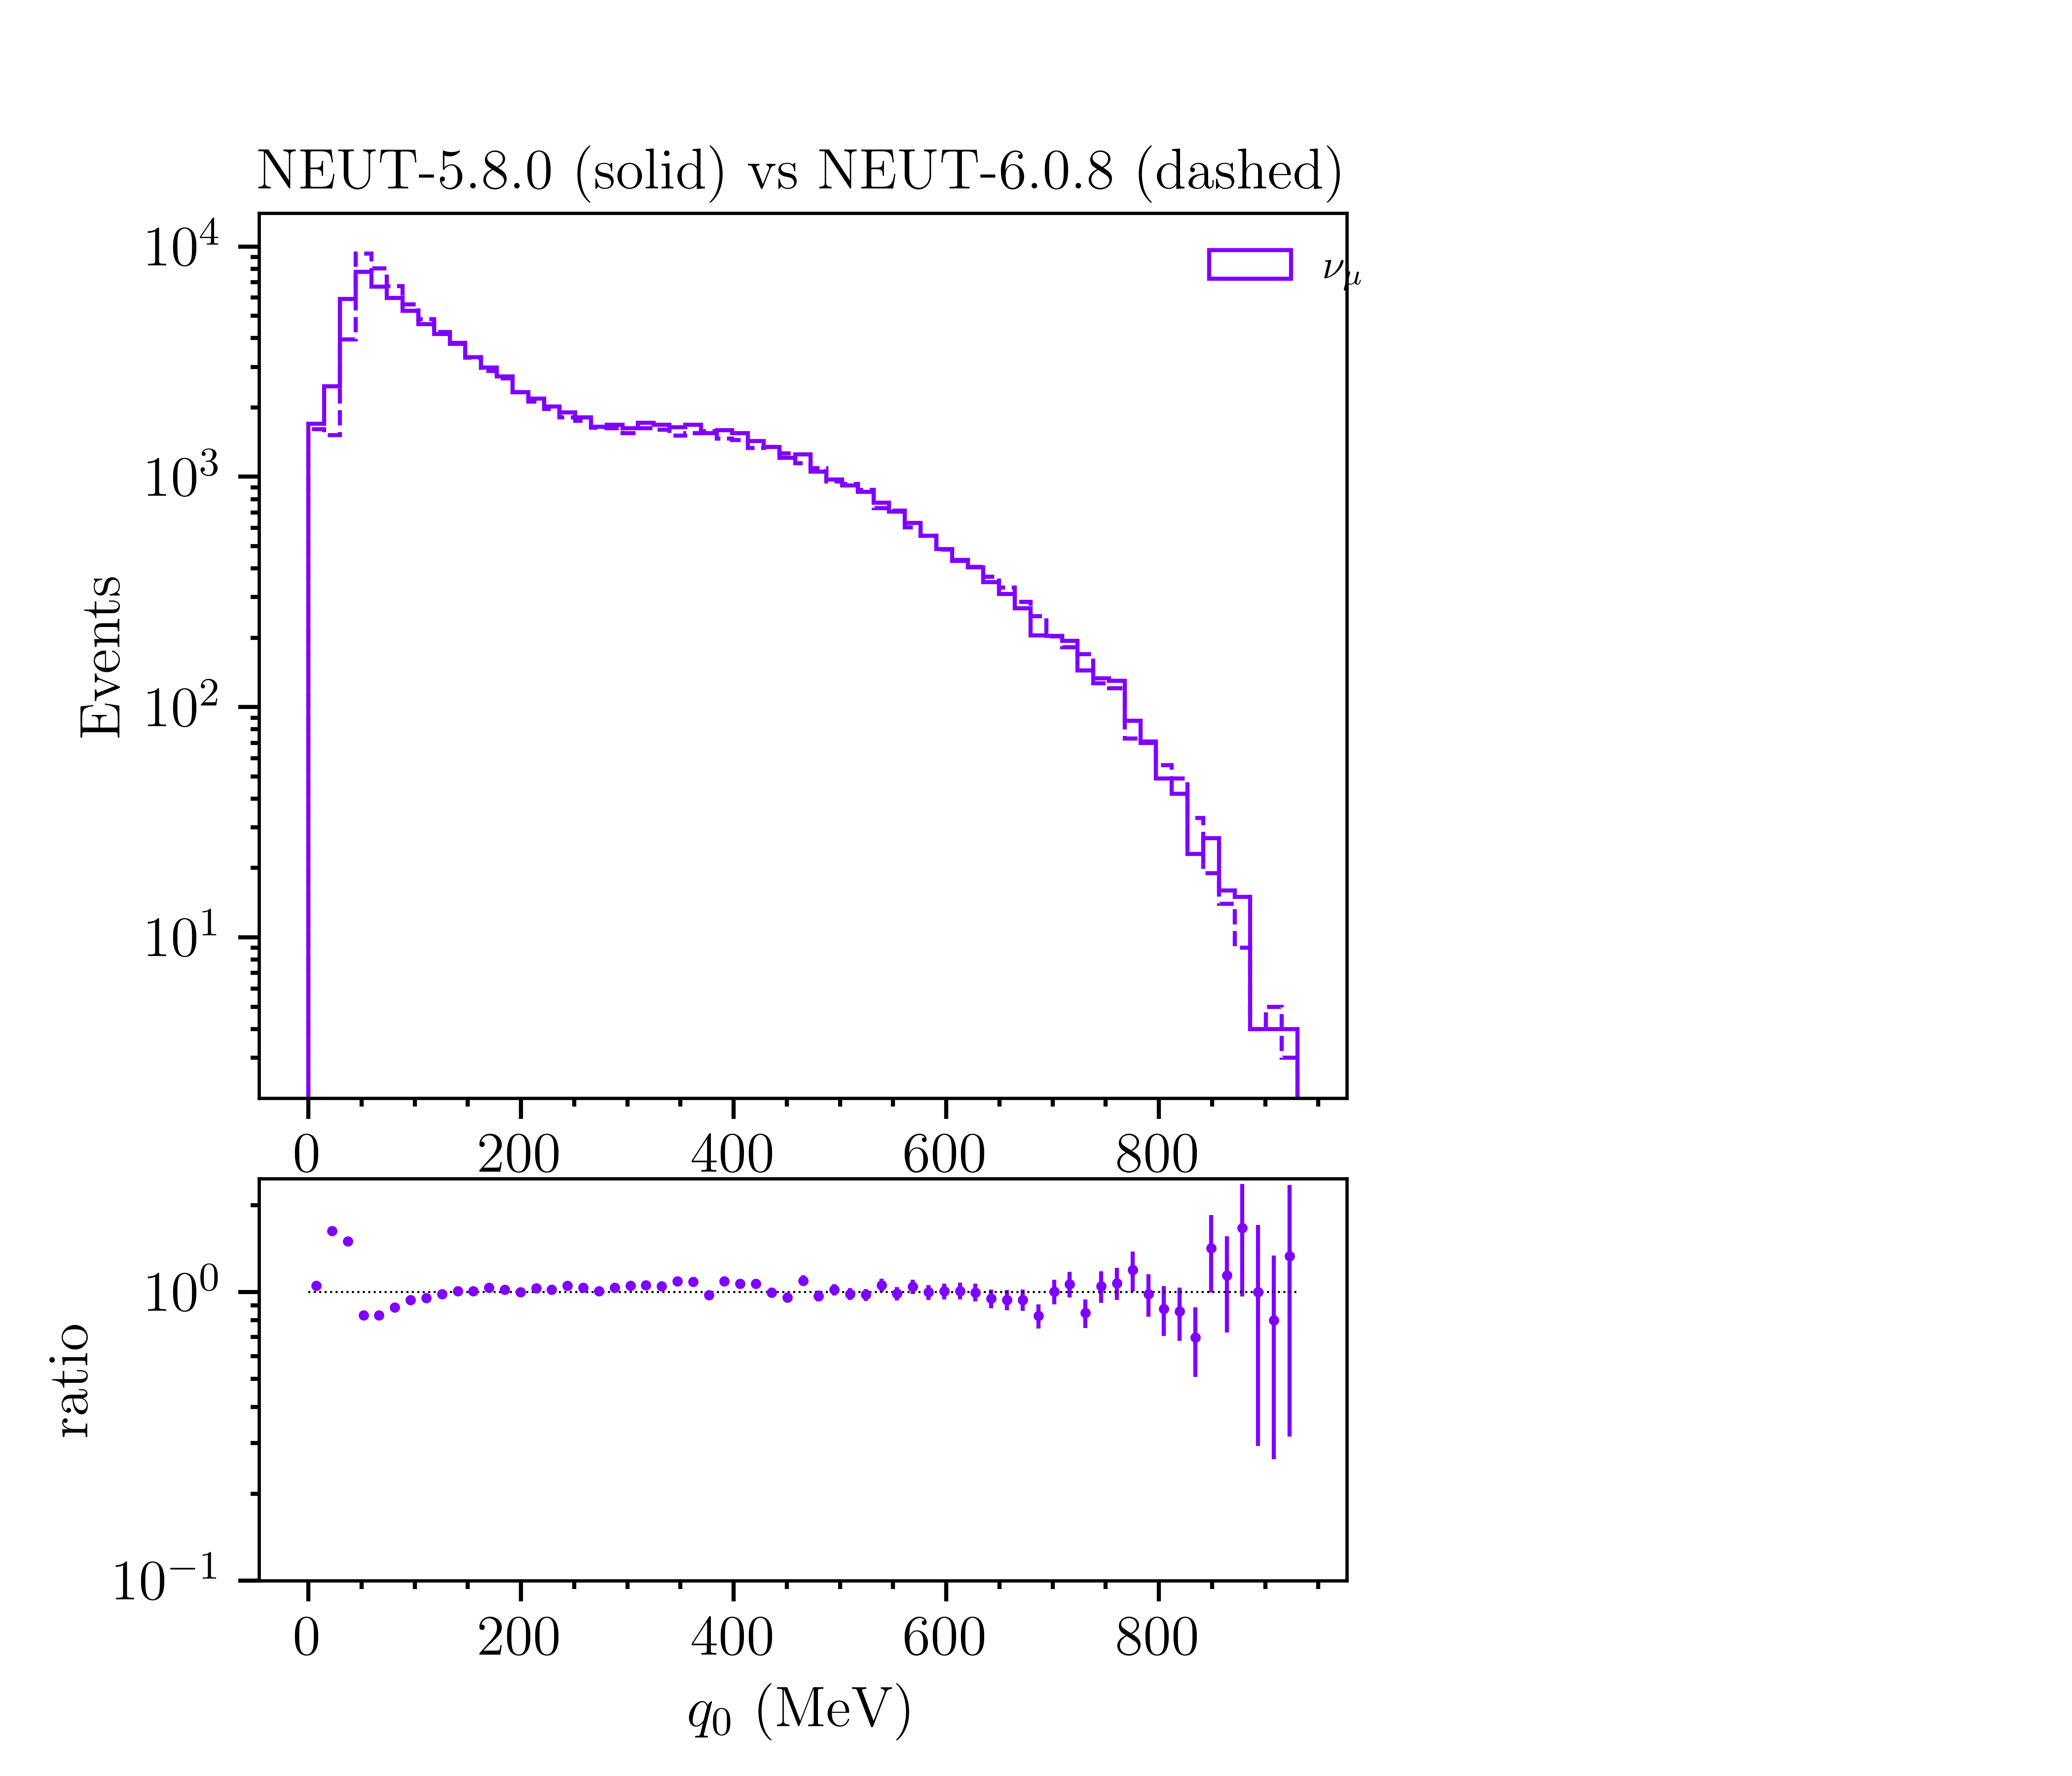 NEUT-5.8.0 (solid) vs NEUT-6.0.8 (dashed)
ν_μ
10^4
10^3
10^2
10^1
Events
0 200 400 600 800
10^0
10^−1
ratio
0 200 400 600 800
q_0 (MeV)